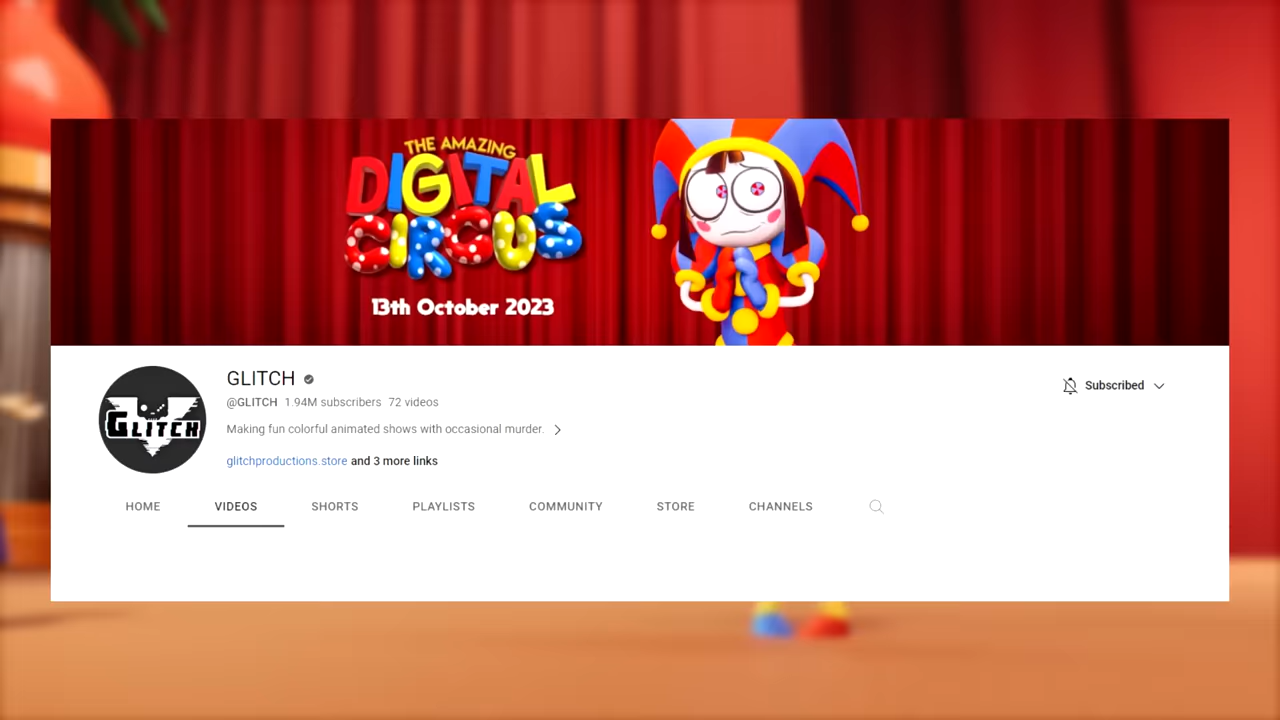 THE AMAZING
DIGITAL
CIRCUS
13th October 2023
GLITCH
GLITCH
@GLITCH 1.94M subscribers 72 videos
Subscribed
Making fun colorful animated shows with occasional murder.
glitchproductions.store and 3 more links
HOME VIDEOS SHORTS PLAYLISTS COMMUNITY STORE CHANNELS